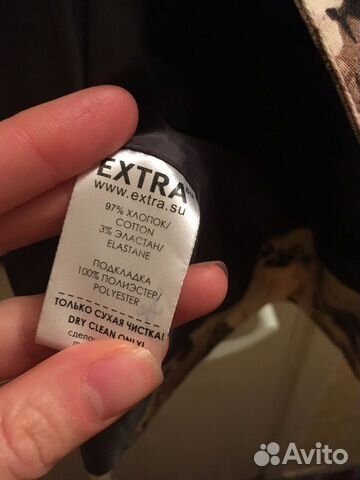 EXTRA
www.extra.su
97% ХЛОПОК/
COTTON
3% ЭЛАСТАН/
ELASTANE
ПОДКЛАДКА
100% ПОЛИЭСТЕР/
POLYESTER
ТОЛЬКО СУХАЯ ЧИСТКА!
DRY CLEAN ONLY!
Avito